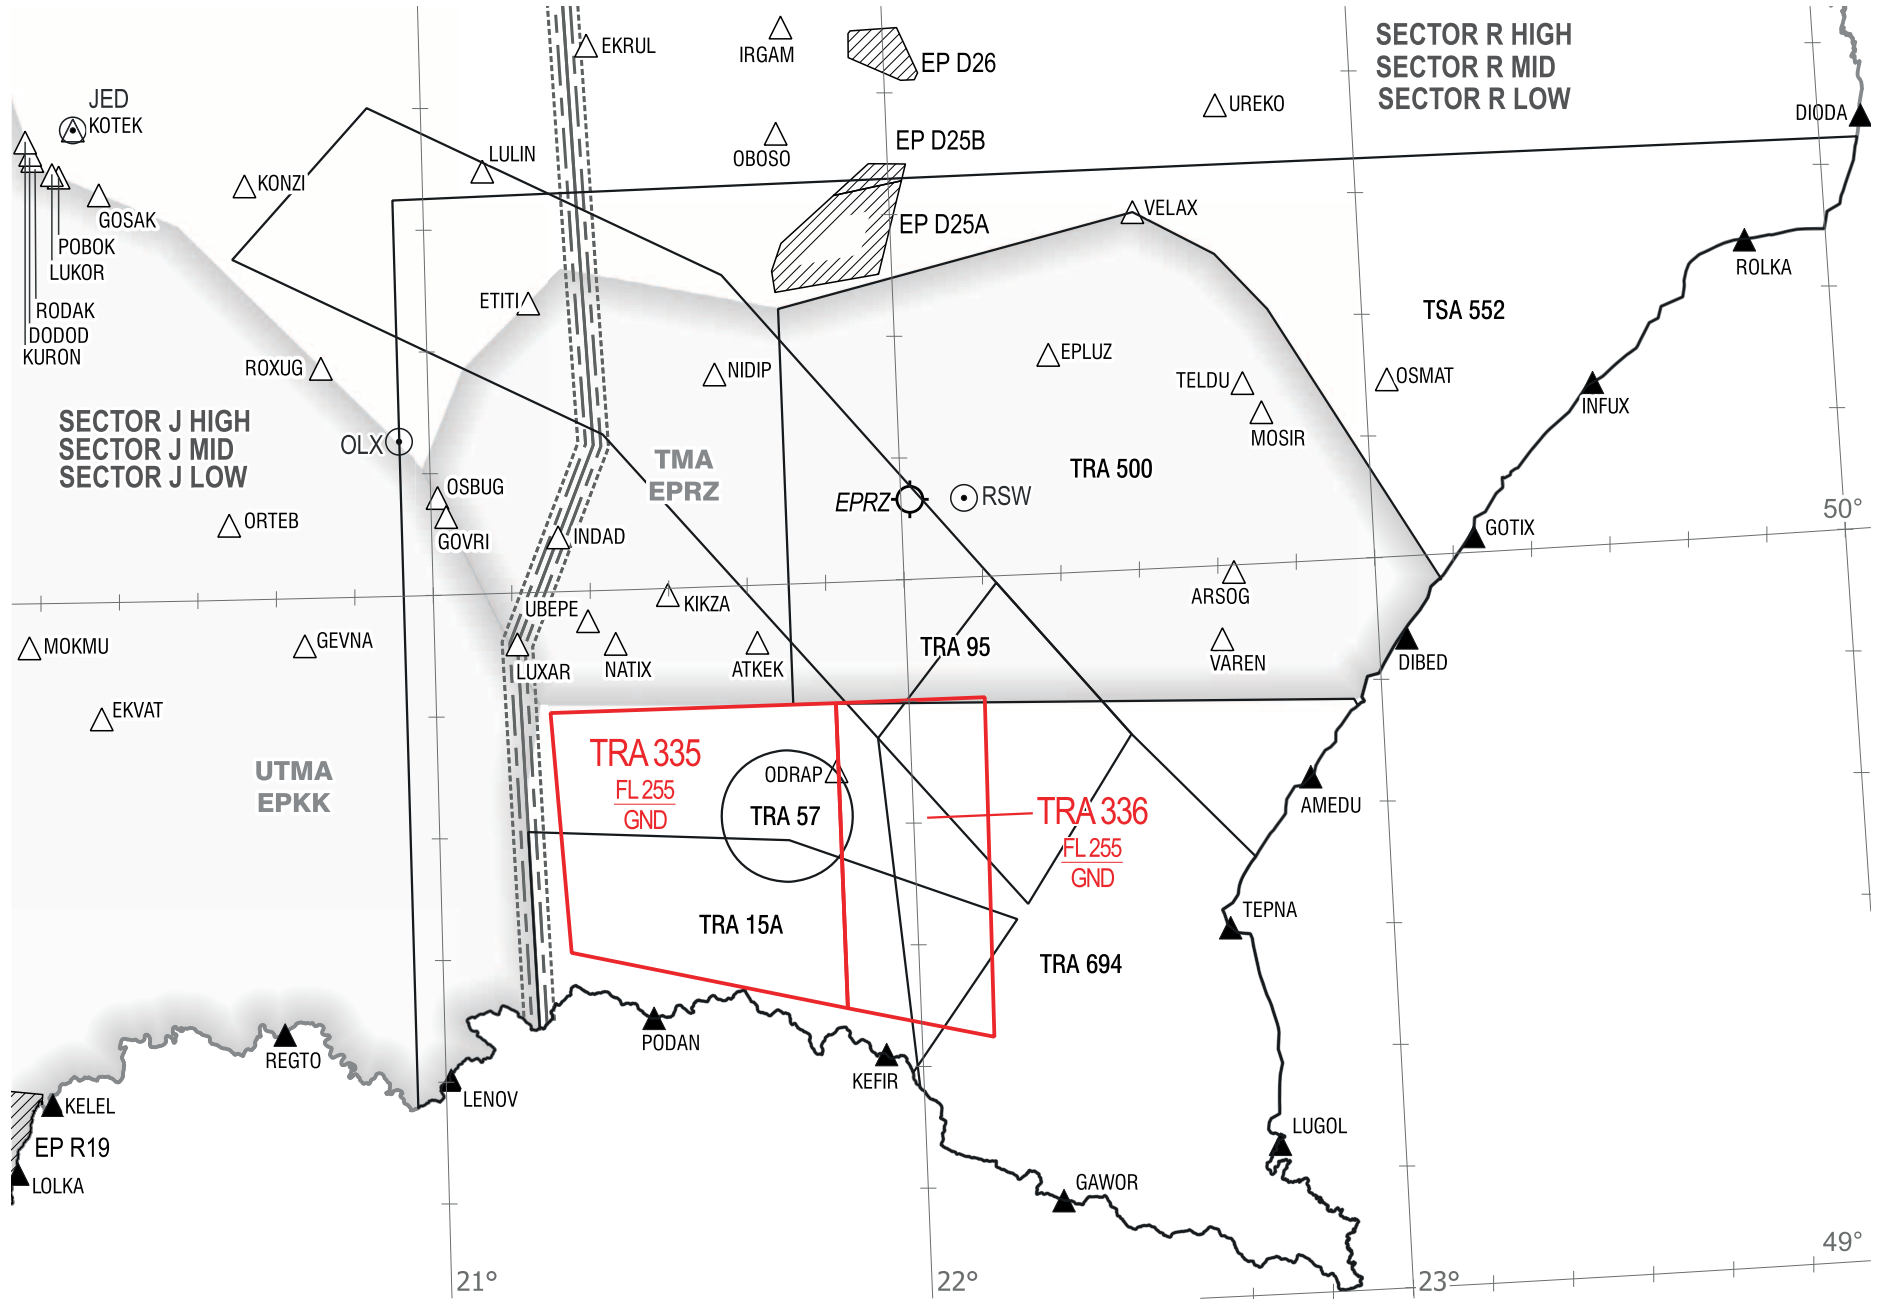 SECTOR R HIGH
SECTOR R MID
SECTOR R LOW
EKRUL
IRGAM
EP D26
UREKO
DIODA
JED
KOTEK
LULIN
OBOSO
EP D25B
KONZI
GOSAK
POBOK
LUKOR
RODAK
DODOD
KURON
EP D25A
VELAX
ROLKA
ETITI
TSA 552
ROXUG
NIDIP
EPLUZ
TELDU
MOSIR
OSMAT
INFUX
SECTOR J HIGH
SECTOR J MID
SECTOR J LOW
OLX
TMA
EPRZ
TRA 500
OSBUG
GOVRI
ORTEB
INDAD
EPRZ
RSW
50°
GOTIX
UBEPE
KIKZA
ARSOG
MOKMU
GEVNA
LUXAR
NATIX
ATKEK
TRA 95
VAREN
DIBED
EKVAT
UTMA
EPKK
TRA 335
FL 255
GND
ODRAP
TRA 57
TRA 336
FL 255
GND
AMEDU
TRA 15A
TEPNA
TRA 694
REGTO
PODAN
KEFIR
LENOV
KELEL
EP R19
LOLKA
LUGOL
GAWOR
49°
21°
22°
23°